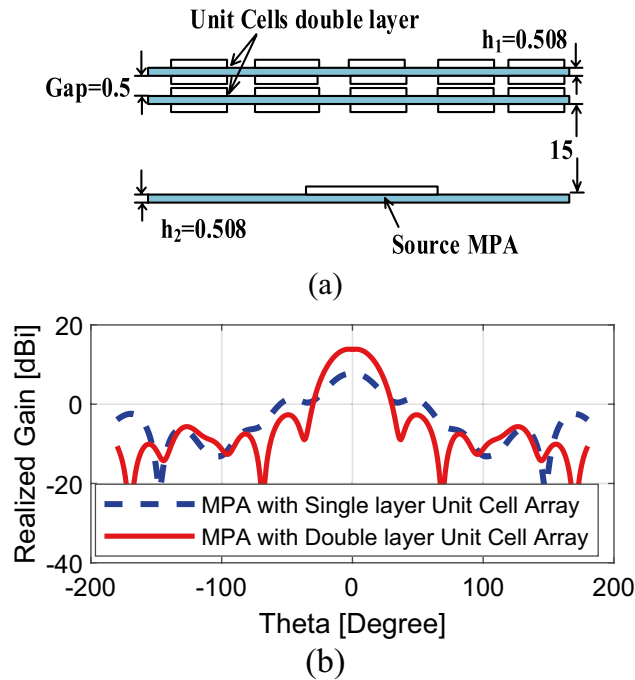 Unit Cells double layer
h₁=0.508
Gap=0.5
15
h₂=0.508
Source MPA
(a)
20
0
-20
-40
Realized Gain [dBi]
MPA with Single layer Unit Cell Array
MPA with Double layer Unit Cell Array
-200 -100 0 100 200
Theta [Degree]
(b)